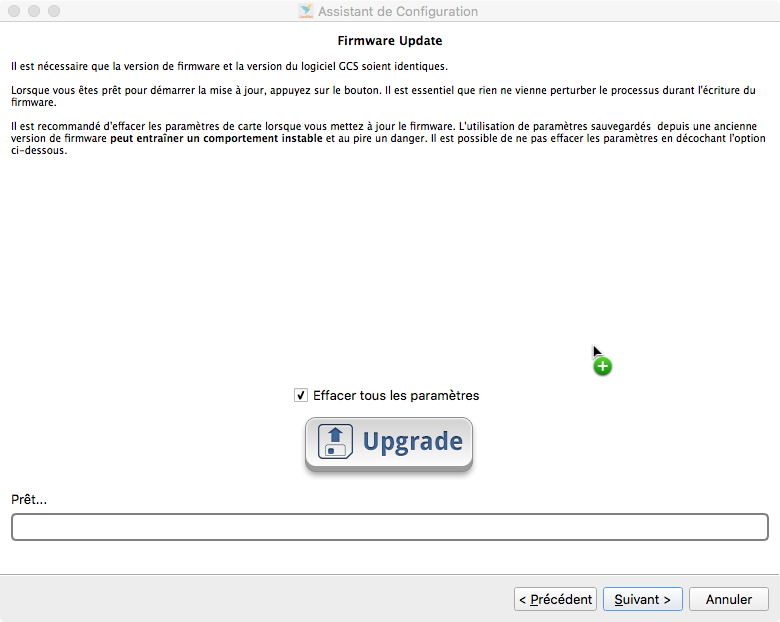 Assistant de Configuration
Firmware Update
Il est nécessaire que la version de firmware et la version du logiciel GCS soient identiques.
Lorsque vous êtes prêt pour démarrer la mise à jour, appuyez sur le bouton. Il est essentiel que rien ne vienne perturber le processus durant l'écriture du
firmware.
Il est recommandé d'effacer les paramètres de carte lorsque vous mettez à jour le firmware. L'utilisation de paramètres sauvegardés  depuis une ancienne
version de firmware peut entraîner un comportement instable et au pire un danger. Il est possible de ne pas effacer les paramètres en décochant l'option
ci-dessous.
Effacer tous les paramètres
Upgrade
Prêt...
< Précédent
Suivant >
Annuler